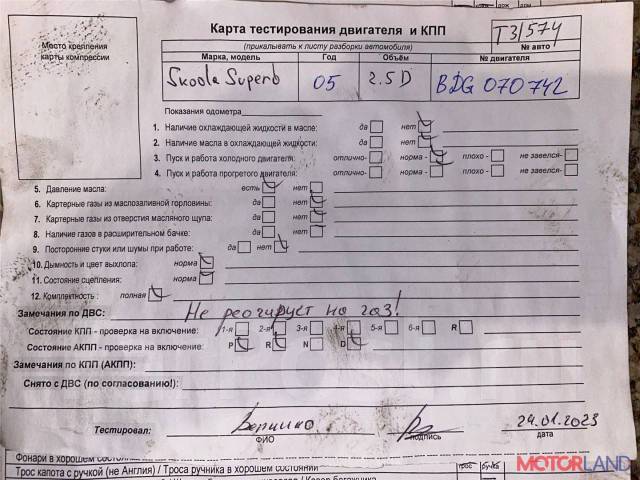 Карта тестирования двигателя и КПП
Т3/574
(прикалывать к листу разборки автомобиля)
№ авто
Место крепления
карты компрессии
Марка, модель Год Объём № двигателя
Skoda Superb 05 2.5 D BDG 070742
Показания одометра
1. Наличие охлаждающей жидкости в масле: да нет
2. Наличие масла в охлаждающей жидкости: да нет
3. Пуск и работа холодного двигателя: отлично- норма - плохо - не завелся-
4. Пуск и работа прогретого двигателя: отлично- норма - плохо - не завелся-
5. Давление масла: есть нет
6. Картерные газы из маслозаливной горловины: да нет
7. Картерные газы из отверстия масляного щупа: да нет
8. Наличие газов в расширительном бачке: да нет
9. Посторонние стуки или шумы при работе: да нет
10. Дымность и цвет выхлопа: норма
11. Состояние сцепления: норма
12. Комплектность : полная
Замечания по ДВС: Не реогирует на газ!
Состояние КПП - проверка на включение: 1-я 2-я 3-я 4-я 5-я 6-я R
Состояние АКПП - проверка на включение: P R N D
Замечания по КПП (АКПП):
Снято с ДВС (по согласованию!):
Тестировал: 24.01.2023
ФИО подпись дата
Фонари в хорошем
Трос капота с ручкой (не Англия) / Троса ручника в хорошем состоянии трос ручка
MOTORLAND